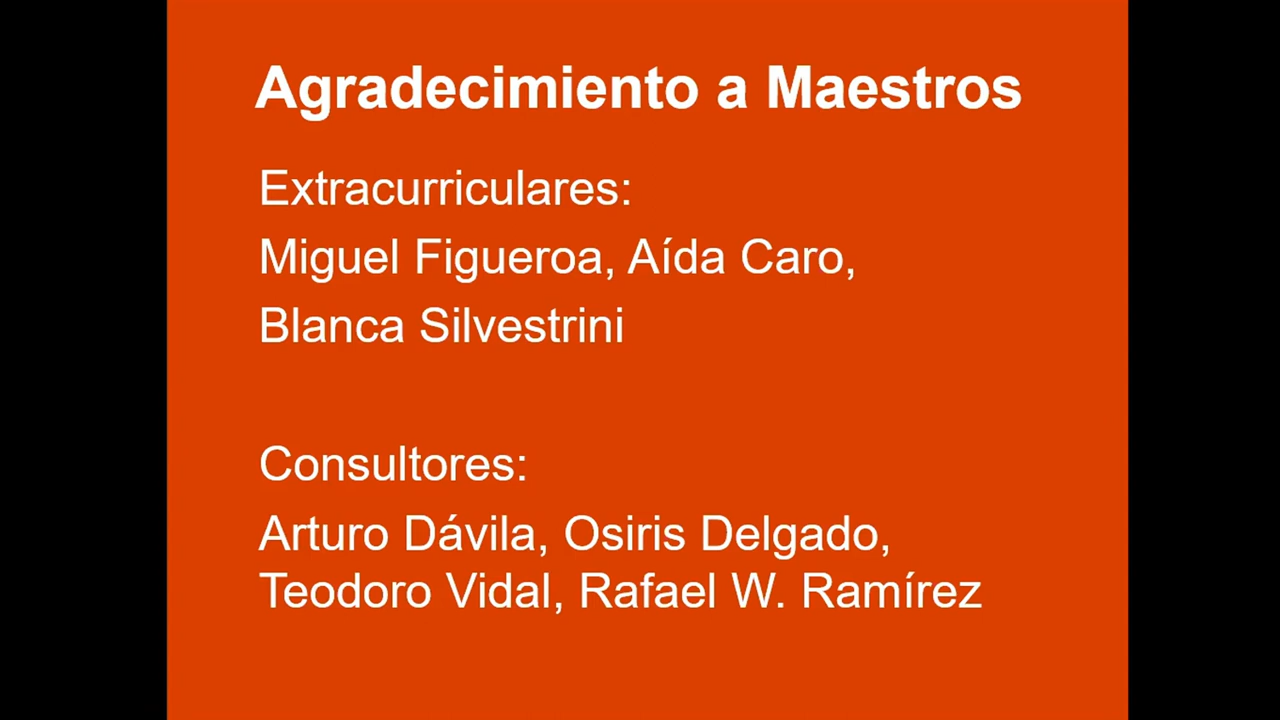 Agradecimiento a Maestros
Extracurriculares:
Miguel Figueroa, Aída Caro,
Blanca Silvestrini
Consultores:
Arturo Dávila, Osiris Delgado,
Teodoro Vidal, Rafael W. Ramírez